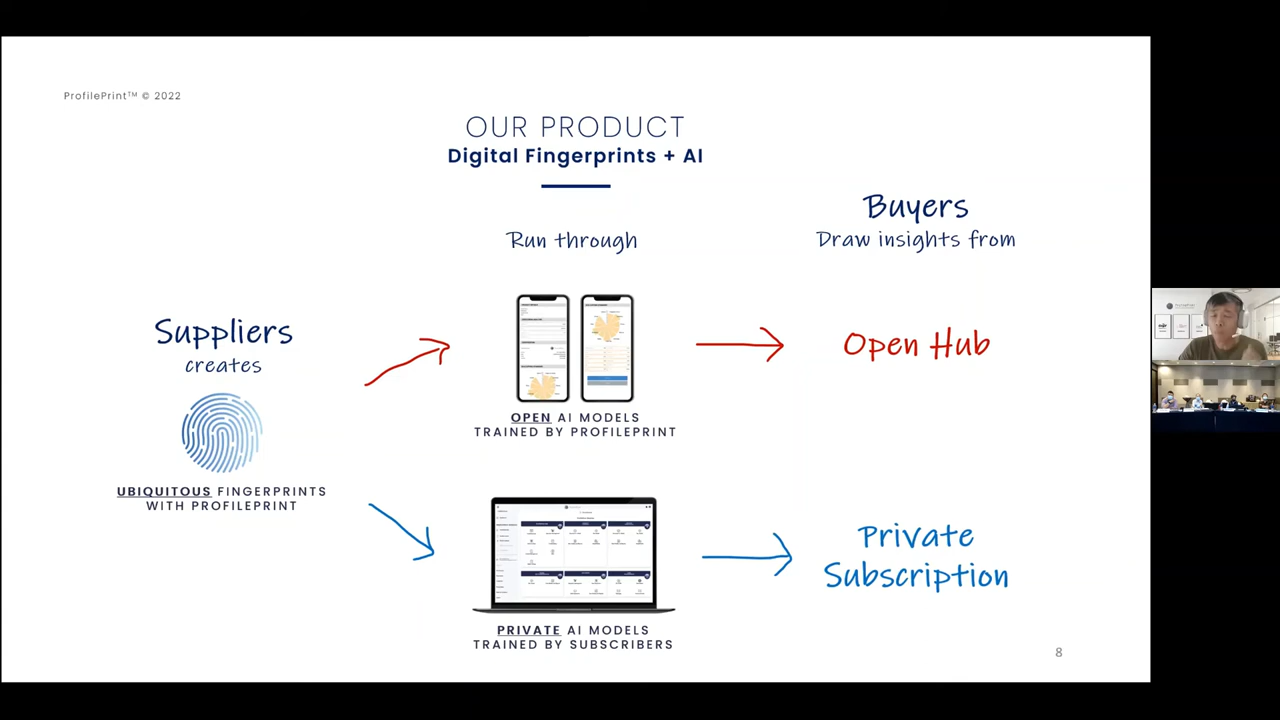 ProfilePrint™ © 2022
OUR PRODUCT
Digital Fingerprints + AI
Buyers
Draw insights from
Run through
Suppliers
creates
Open Hub
OPEN AI MODELS
TRAINED BY PROFILEPRINT
UBIQUITOUS FINGERPRINTS
WITH PROFILEPRINT
Private
Subscription
PRIVATE AI MODELS
TRAINED BY SUBSCRIBERS
8